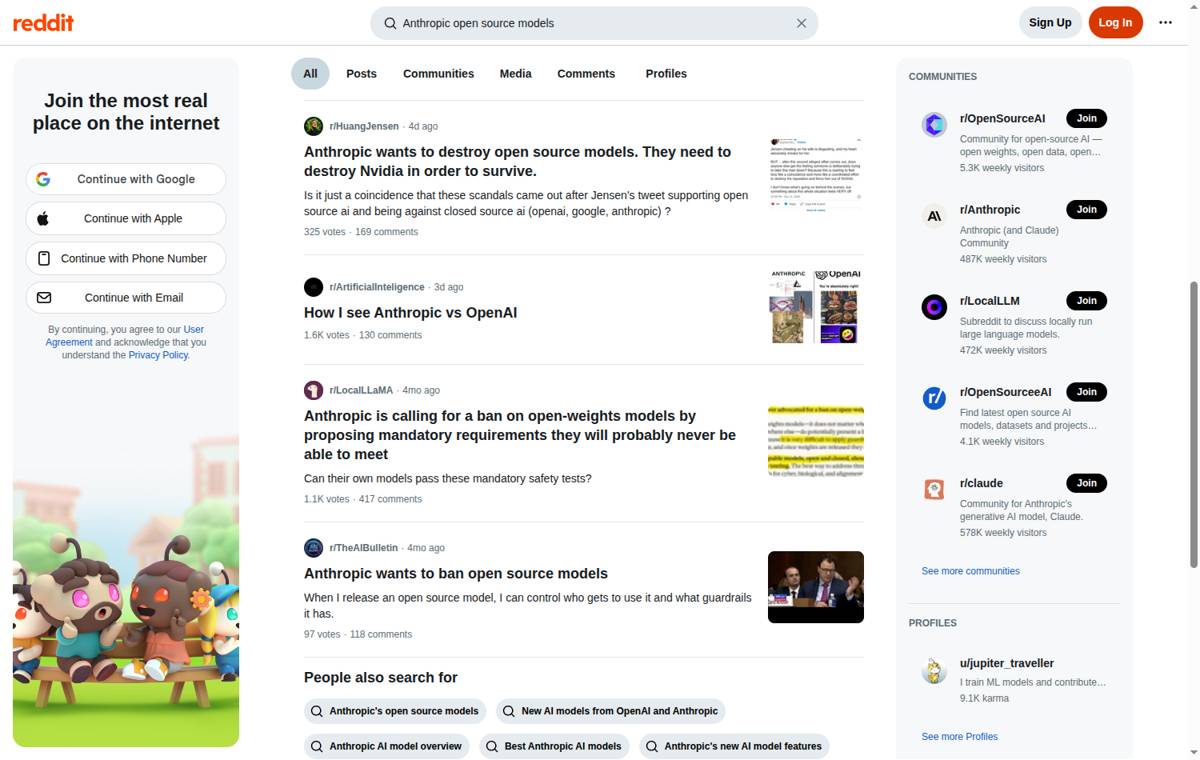 reddit
Anthropic open source models
Sign Up
Log In
Join the most real
place on the internet
Continue with Google
Continue with Apple
Continue with Phone Number
Continue with Email
By continuing, you agree to our User
Agreement and acknowledge that you
understand the Privacy Policy.
All
Posts
Communities
Media
Comments
Profiles
r/HuangJensen · 4d ago
Anthropic wants to destroy open source models. They need to
destroy Nvidia in order to survive.
Is it just a coincidence that these scandals came out after Jensen's tweet supporting open
source ai and being against closed source ai (openai, google, anthropic) ?
325 votes · 169 comments
r/ArtificialInteligence · 3d ago
How I see Anthropic vs OpenAI
1.6K votes · 130 comments
ANTHROP\C
OpenAI
You're absolutely right!
r/LocalLLaMA · 4mo ago
Anthropic is calling for a ban on open-weights models by
proposing mandatory requirements they will probably never be
able to meet
Can their own models pass these mandatory safety tests?
1.1K votes · 417 comments
r/TheAIBulletin · 4mo ago
Anthropic wants to ban open source models
When I release an open source model, I can control who gets to use it and what guardrails
it has.
97 votes · 118 comments
People also search for
Anthropic's open source models
New AI models from OpenAI and Anthropic
Anthropic AI model overview
Best Anthropic AI models
Anthropic's new AI model features
COMMUNITIES
r/OpenSourceAI
Join
Community for open-source AI —
open weights, open data, open…
5.3K weekly visitors
r/Anthropic
Join
Anthropic (and Claude)
Community
487K weekly visitors
r/LocalLLM
Join
Subreddit to discuss locally run
large language models.
472K weekly visitors
r/OpenSourceeAI
Join
Find latest open source AI
models, datasets and projects…
4.1K weekly visitors
r/claude
Join
Community for Anthropic's
generative AI model, Claude.
578K weekly visitors
See more communities
PROFILES
u/jupiter_traveller
I train ML models and contribute…
9.1K karma
See more Profiles